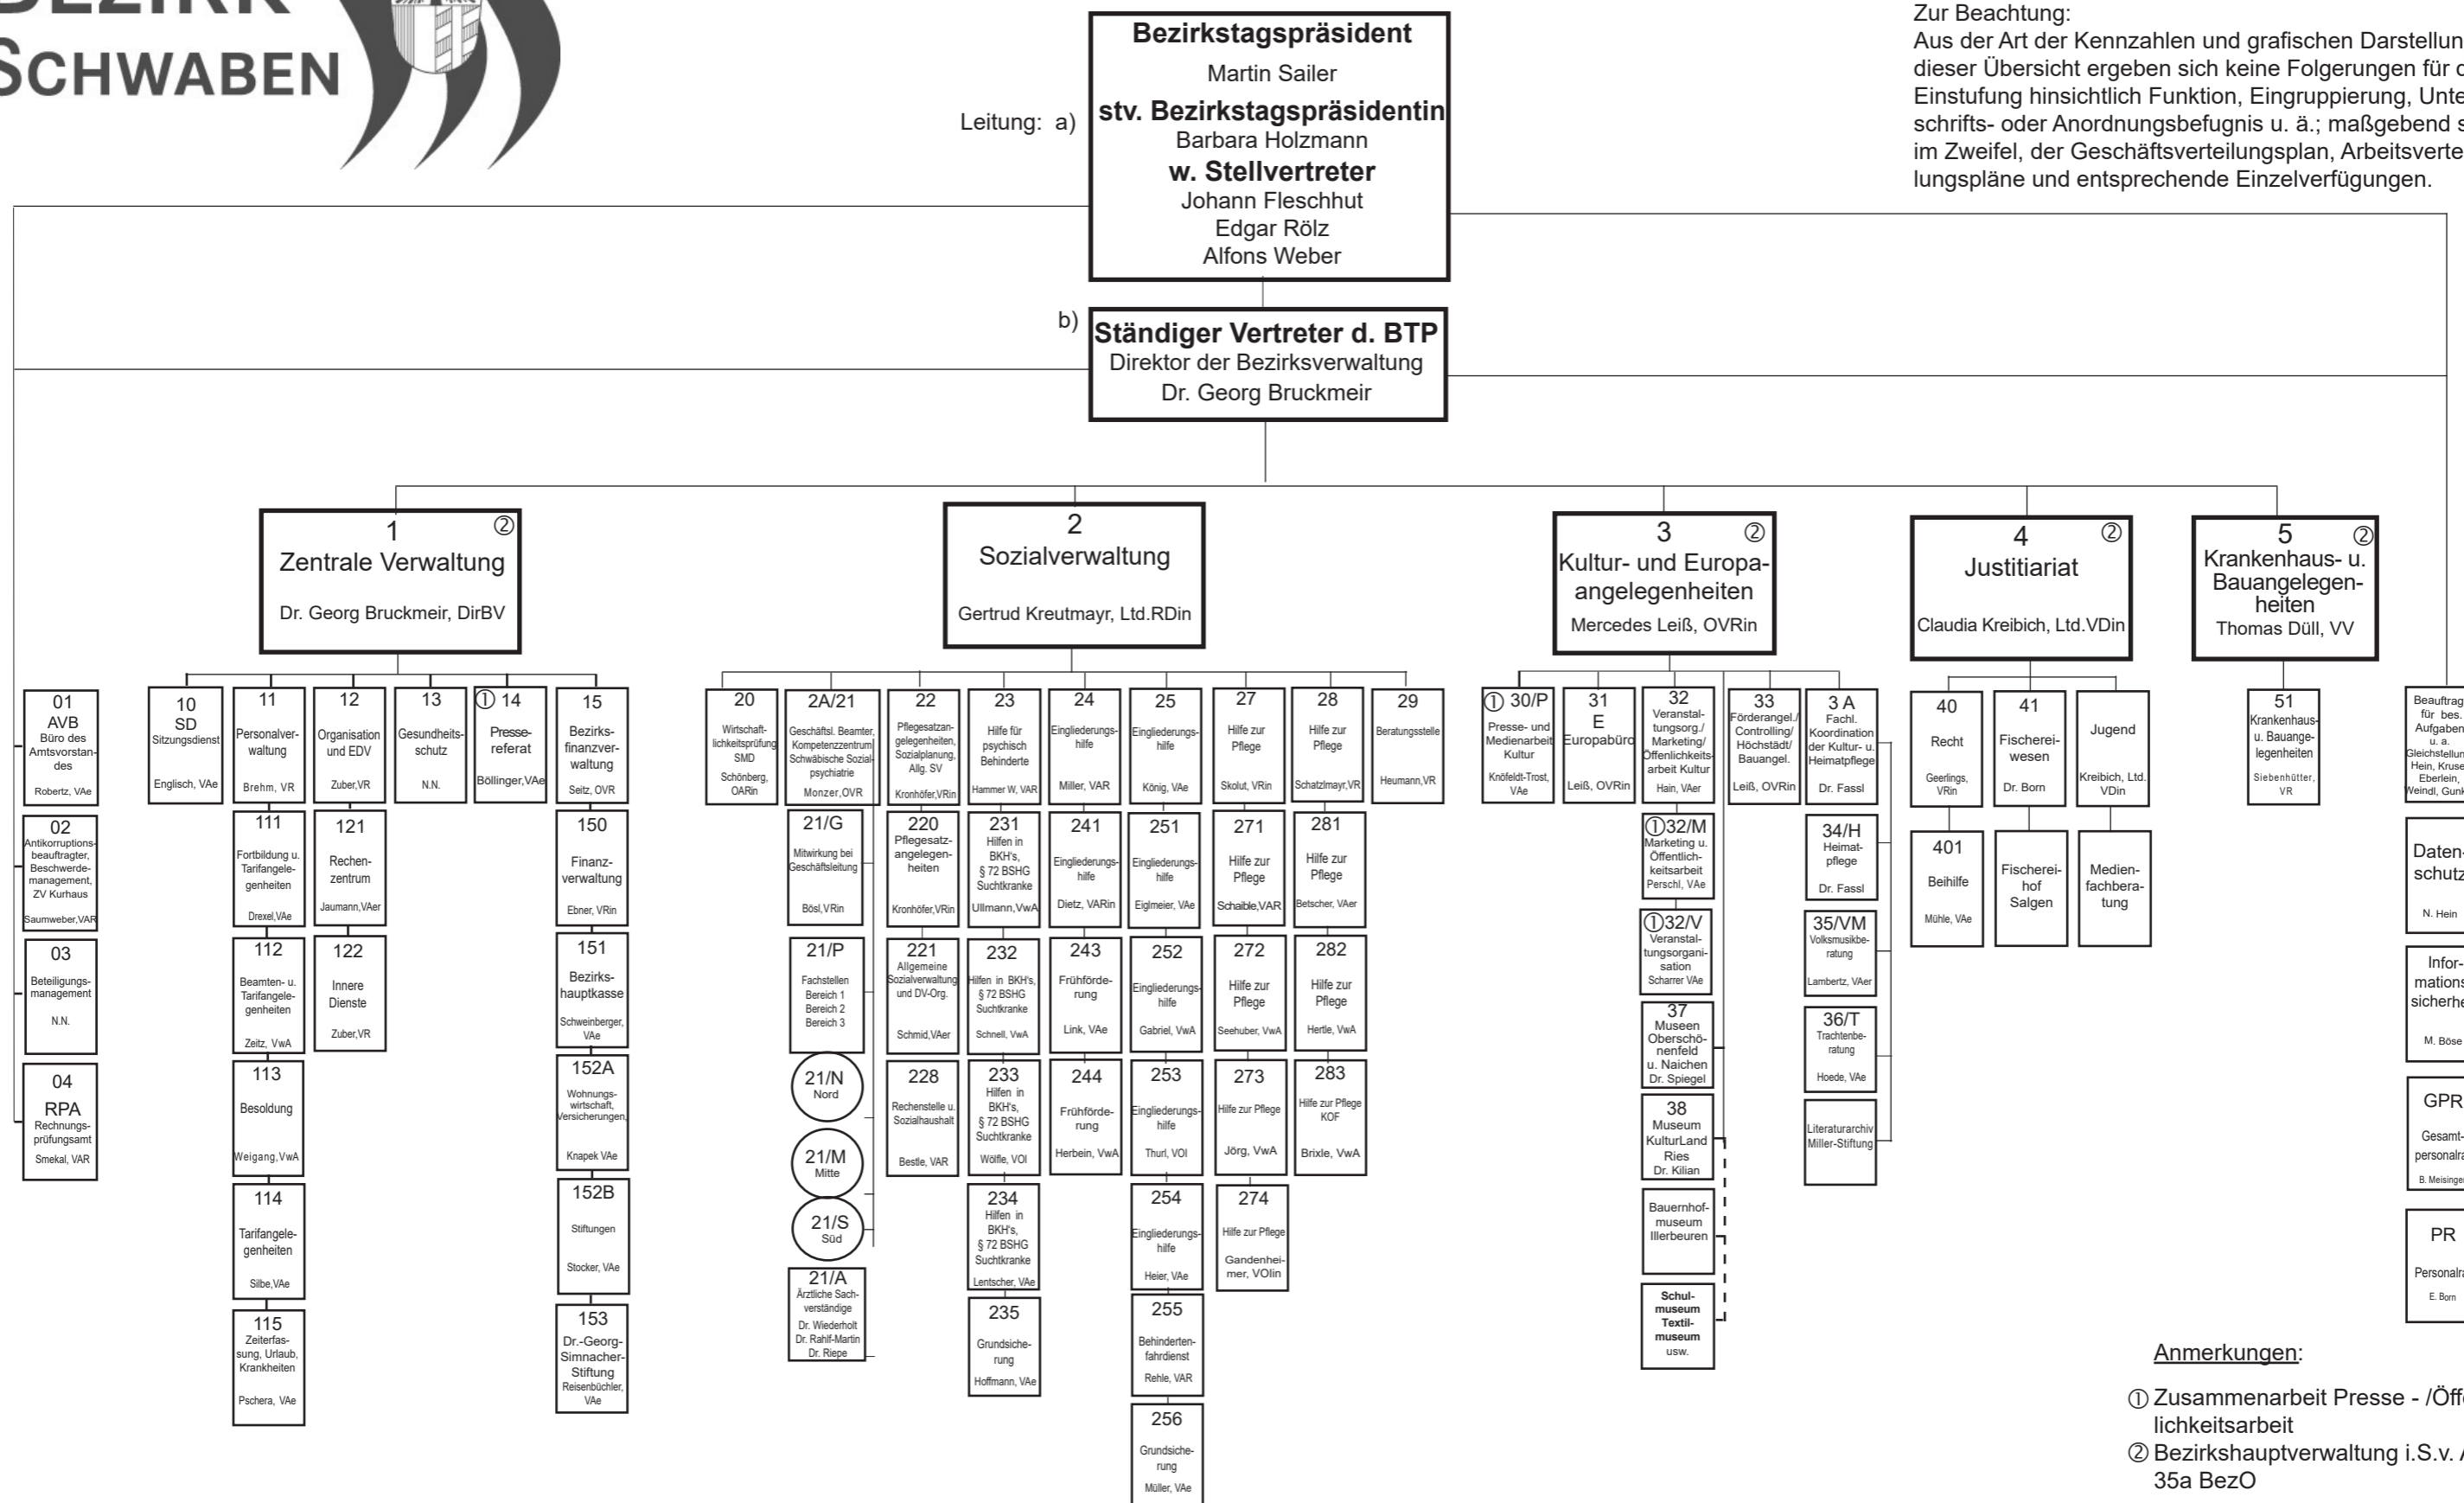 SCHWABEN
Bezirkstagspräsident
Martin Sailer
stv. Bezirkstagspräsidentin
Barbara Holzmann
w. Stellvertreter
Johann Fleschhut
Edgar Rölz
Alfons Weber
Leitung: a)
Zur Beachtung:
Aus der Art der Kennzahlen und grafischen Darstellun
dieser Übersicht ergeben sich keine Folgerungen für
Einstufung hinsichtlich Funktion, Eingruppierung, Unte
schrifts- oder Anordnungsbefugnis u. ä.; maßgebend s
im Zweifel, der Geschäftsverteilungsplan, Arbeitsverte
lungspläne und entsprechende Einzelverfügungen.
b)
Ständiger Vertreter d. BTP
Direktor der Bezirksverwaltung
Dr. Georg Bruckmeir
1 ②
Zentrale Verwaltung
Dr. Georg Bruckmeir, DirBV
2
Sozialverwaltung
Gertrud Kreutmayr, Ltd.RDin
3 ②
Kultur- und Europa-
angelegenheiten
Mercedes Leiß, OVRin
4 ②
Justitiariat
Claudia Kreibich, Ltd.VDin
5 ②
Krankenhaus- u.
Bauangelegen-
heiten
Thomas Düll, VV
01
AVB
Büro des
Amtsvorstan-
des
Robertz, VAe
02
Antikorruptions-
beauftragter,
Beschwerde-
management,
ZV Kurhaus
Saumweber,VAR
03
Beteiligungs-
management
N.N.
04
RPA
Rechnungs-
prüfungsamt
Smekal, VAR
10
SD
Sitzungsdienst
Englisch, VAe
11
Personalver-
waltung
Brehm, VR
111
Fortbildung u.
Tarifangele-
genheiten
Drexel,VAe
112
Beamten- u.
Tarifangele-
genheiten
Zeitz, VwA
113
Besoldung
Weigang,VwA
114
Tarifangele-
genheiten
Silbe,VAe
115
Zeiterfas-
sung, Urlaub,
Krankheiten
Pschera, VAe
12
Organisation
und EDV
Zuber,VR
121
Rechen-
zentrum
Jaumann,VAer
122
Innere
Dienste
Zuber,VR
13
Gesundheits-
schutz
N.N.
① 14
Presse-
referat
Böllinger,VAe
15
Bezirks-
finanzver-
waltung
Seitz, OVR
150
Finanz-
verwaltung
Ebner, VRin
151
Bezirks-
hauptkasse
Schweinberger,
VAe
152A
Wohnungs-
wirtschaft,
Versicherungen,
Knapek VAe
152B
Stiftungen
Stocker, VAe
153
Dr.-Georg-
Simnacher-
Stiftung
Reisenbüchler,
VAe
20
Wirtschaft-
lichkeitsprüfung
SMD
Schönberg,
OARin
2A/21
Geschäftsl. Beamter,
Kompetenzzentrum
Schwäbische Sozial-
psychiatrie
Monzer,OVR
21/G
Mitwirkung bei
Geschäftsleitung
Bösl,VRin
21/P
Fachstellen
Bereich 1
Bereich 2
Bereich 3
21/N
Nord
21/M
Mitte
21/S
Süd
21/A
Ärztliche Sach-
verständige
Dr. Wiederholt
Dr. Rahlf-Martin
Dr. Riepe
22
Pflegesatzan-
gelegenheiten,
Sozialplanung,
Allg. SV
Kronhöfer,VRin
220
Pflegesatz-
angelegen-
heiten
Kronhöfer,VRin
221
Allgemeine
Sozialverwaltung
und DV-Org.
Schmid,VAer
228
Rechenstelle u.
Sozialhaushalt
Bestle, VAR
23
Hilfe für
psychisch
Behinderte
Hammer W, VAR
231
Hilfen in
BKH's,
§ 72 BSHG
Suchtkranke
Ullmann,VwA
232
Hilfen in BKH's,
§ 72 BSHG
Suchtkranke
Schnell, VwA
233
Hilfen in
BKH's,
§ 72 BSHG
Suchtkranke
Wölfle, VOI
234
Hilfen in
BKH's,
§ 72 BSHG
Suchtkranke
Lentscher, VAe
235
Grundsiche-
rung
Hoffmann, VAe
24
Eingliederungs-
hilfe
Miller, VAR
241
Eingliederungs-
hilfe
Dietz, VARin
243
Frühförde-
rung
Link, VAe
244
Frühförde-
rung
Herbein, VwA
25
Eingliederungs-
hilfe
König, VAe
251
Eingliederungs-
hilfe
Eiglmeier, VAe
252
Eingliederungs-
hilfe
Gabriel, VwA
253
Eingliederungs-
hilfe
Thurl, VOI
254
Eingliederungs-
hilfe
Heier, VAe
255
Behinderten-
fahrdienst
Rehle, VAR
256
Grundsiche-
rung
Müller, VAe
27
Hilfe zur
Pflege
Skolut, VRin
271
Hilfe zur
Pflege
Schaible,VAR
272
Hilfe zur
Pflege
Seehuber, VwA
273
Hilfe zur Pflege
Jörg, VwA
274
Hilfe zur Pflege
Gandenhei-
mer, VOIin
28
Hilfe zur
Pflege
Schatzlmayr,VR
281
Hilfe zur
Pflege
Betscher, VAer
282
Hilfe zur
Pflege
Hertle, VwA
283
Hilfe zur Pflege
KOF
Brixle, VwA
29
Beratungsstelle
Heumann,VR
① 30/P
Presse- und
Medienarbeit
Kultur
Knöfeldt-Trost,
VAe
31
E
Europabüro
Leiß, OVRin
32
Veranstal-
tungsorg./
Marketing/
Öffenlichkeits-
arbeit Kultur
Hain, VAer
①32/M
Marketing u.
Öffentlich-
keitsarbeit
Perschl, VAe
①32/V
Veranstal-
tungsorgani-
sation
Scharrer VAe
37
Museen
Oberschö-
nenfeld
u. Naichen
Dr. Spiegel
38
Museum
KulturLand
Ries
Dr. Kilian
Bauernhof-
museum
Illerbeuren
Schul-
museum
Textil-
museum
usw.
33
Förderangel./
Controlling/
Höchstädt/
Bauangel.
Leiß, OVRin
3 A
Fachl.
Koordination
der Kultur- u.
Heimatpflege
Dr. Fassl
34/H
Heimat-
pflege
Dr. Fassl
35/VM
Volksmusikbe-
ratung
Lambertz, VAer
36/T
Trachtenbe-
ratung
Hoede, VAe
Literaturarchiv
Miller-Stiftung
40
Recht
Geerlings,
VRin
401
Beihilfe
Mühle, VAe
41
Fischerei-
wesen
Dr. Born
Fischerei-
hof
Salgen
Jugend
Kreibich, Ltd.
VDin
Medien-
fachbera-
tung
51
Krankenhaus-
u. Bauange-
legenheiten
Siebenhütter,
VR
Beauftrag
für bes.
Aufgaben
u. a.
Gleichstellun
Hein, Kruse
Eberlein,
Weindl, Gunk
Daten-
schutz
N. Hein
Infor-
mations
sicherhe
M. Böse
GPR
Gesamt-
personalra
B. Meisinge
PR
Personalra
E. Born
Anmerkungen:
① Zusammenarbeit Presse - /Öff
lichkeitsarbeit
② Bezirkshauptverwaltung i.S.v.
35a BezO